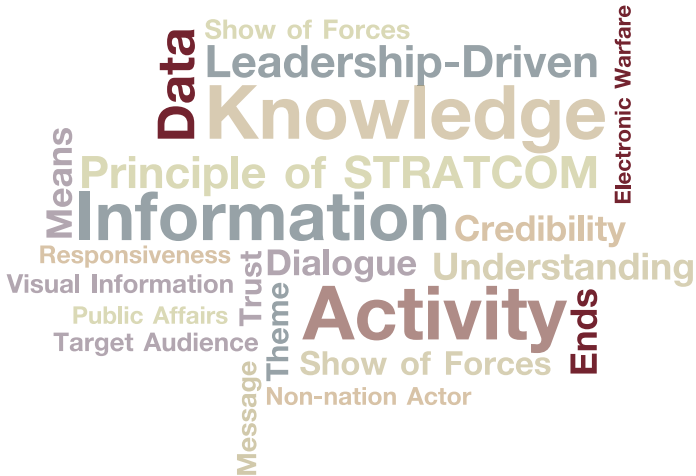 Show of Forces
Data
Leadership-Driven
Knowledge
Electronic Warfare
Means
Principle of STRATCOM
Information
Credibility
Responsiveness
Trust
Dialogue
Understanding
Visual Information
Public Affairs
Theme
Activity
Ends
Target Audience
Show of Forces
Message
Non-nation Actor